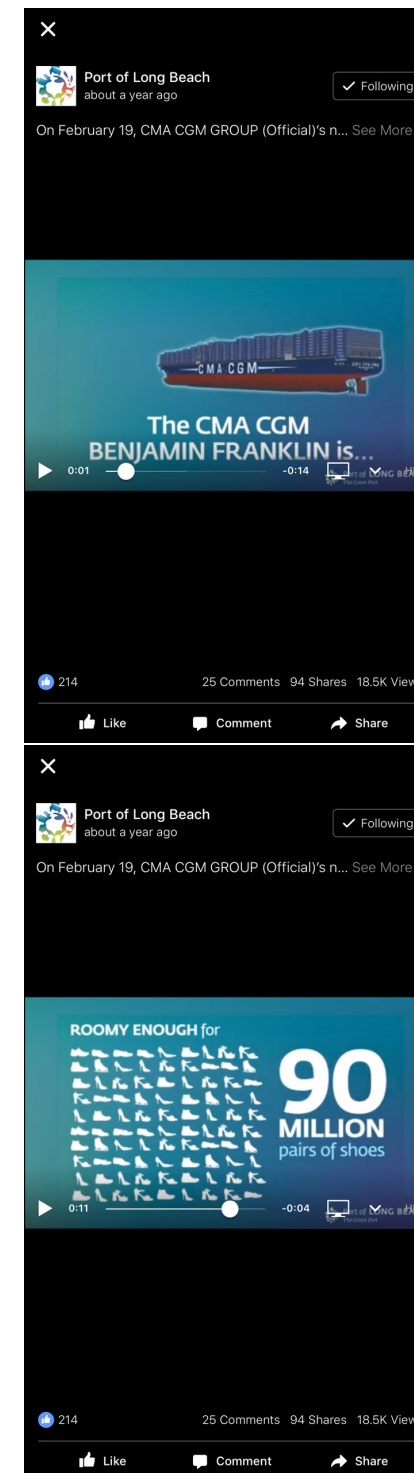 Port of Long Beach
about a year ago
Following
On February 19, CMA CGM GROUP (Official)'s n... See More
CMA CGM
The CMA CGM
BENJAMIN FRANKLIN is...
0:01
-0:14
214
25 Comments 94 Shares 18.5K View
Like
Comment
Share
Port of Long Beach
about a year ago
Following
On February 19, CMA CGM GROUP (Official)'s n... See More
ROOMY ENOUGH for
90
MILLION
pairs of shoes
0:11
-0:04
214
25 Comments 94 Shares 18.5K View
Like
Comment
Share